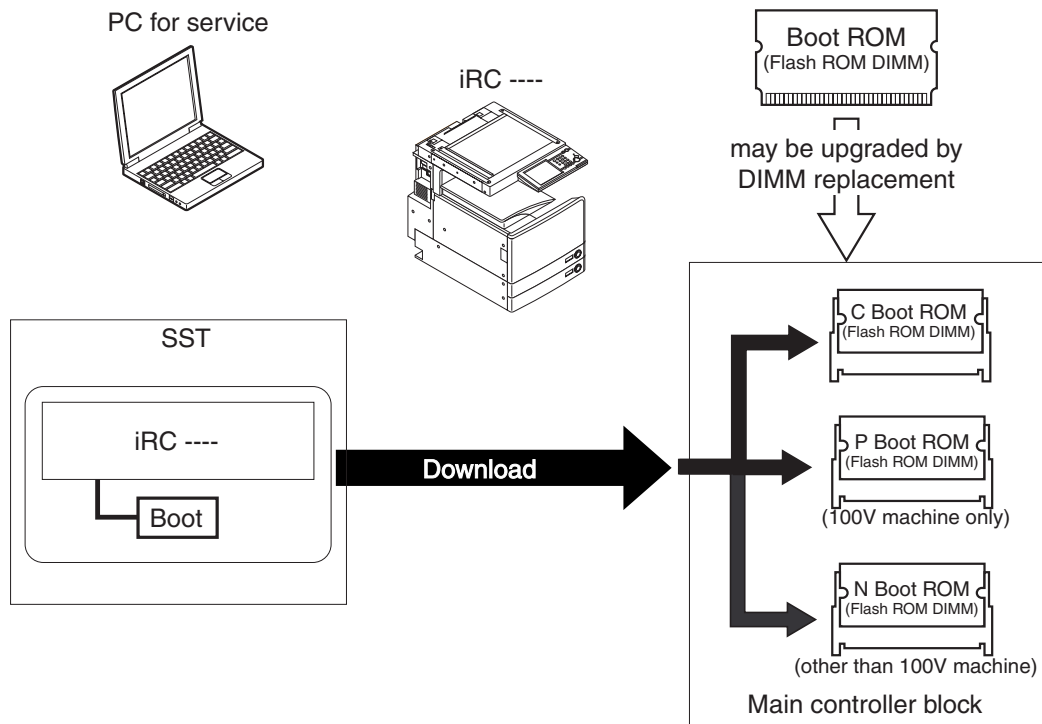 PC for service
iRC ----
Boot ROM
(Flash ROM DIMM)
may be upgraded by
DIMM replacement
SST
iRC ----
Boot
Download
C Boot ROM
(Flash ROM DIMM)
P Boot ROM
(Flash ROM DIMM)
(100V machine only)
N Boot ROM
(Flash ROM DIMM)
(other than 100V machine)
Main controller block